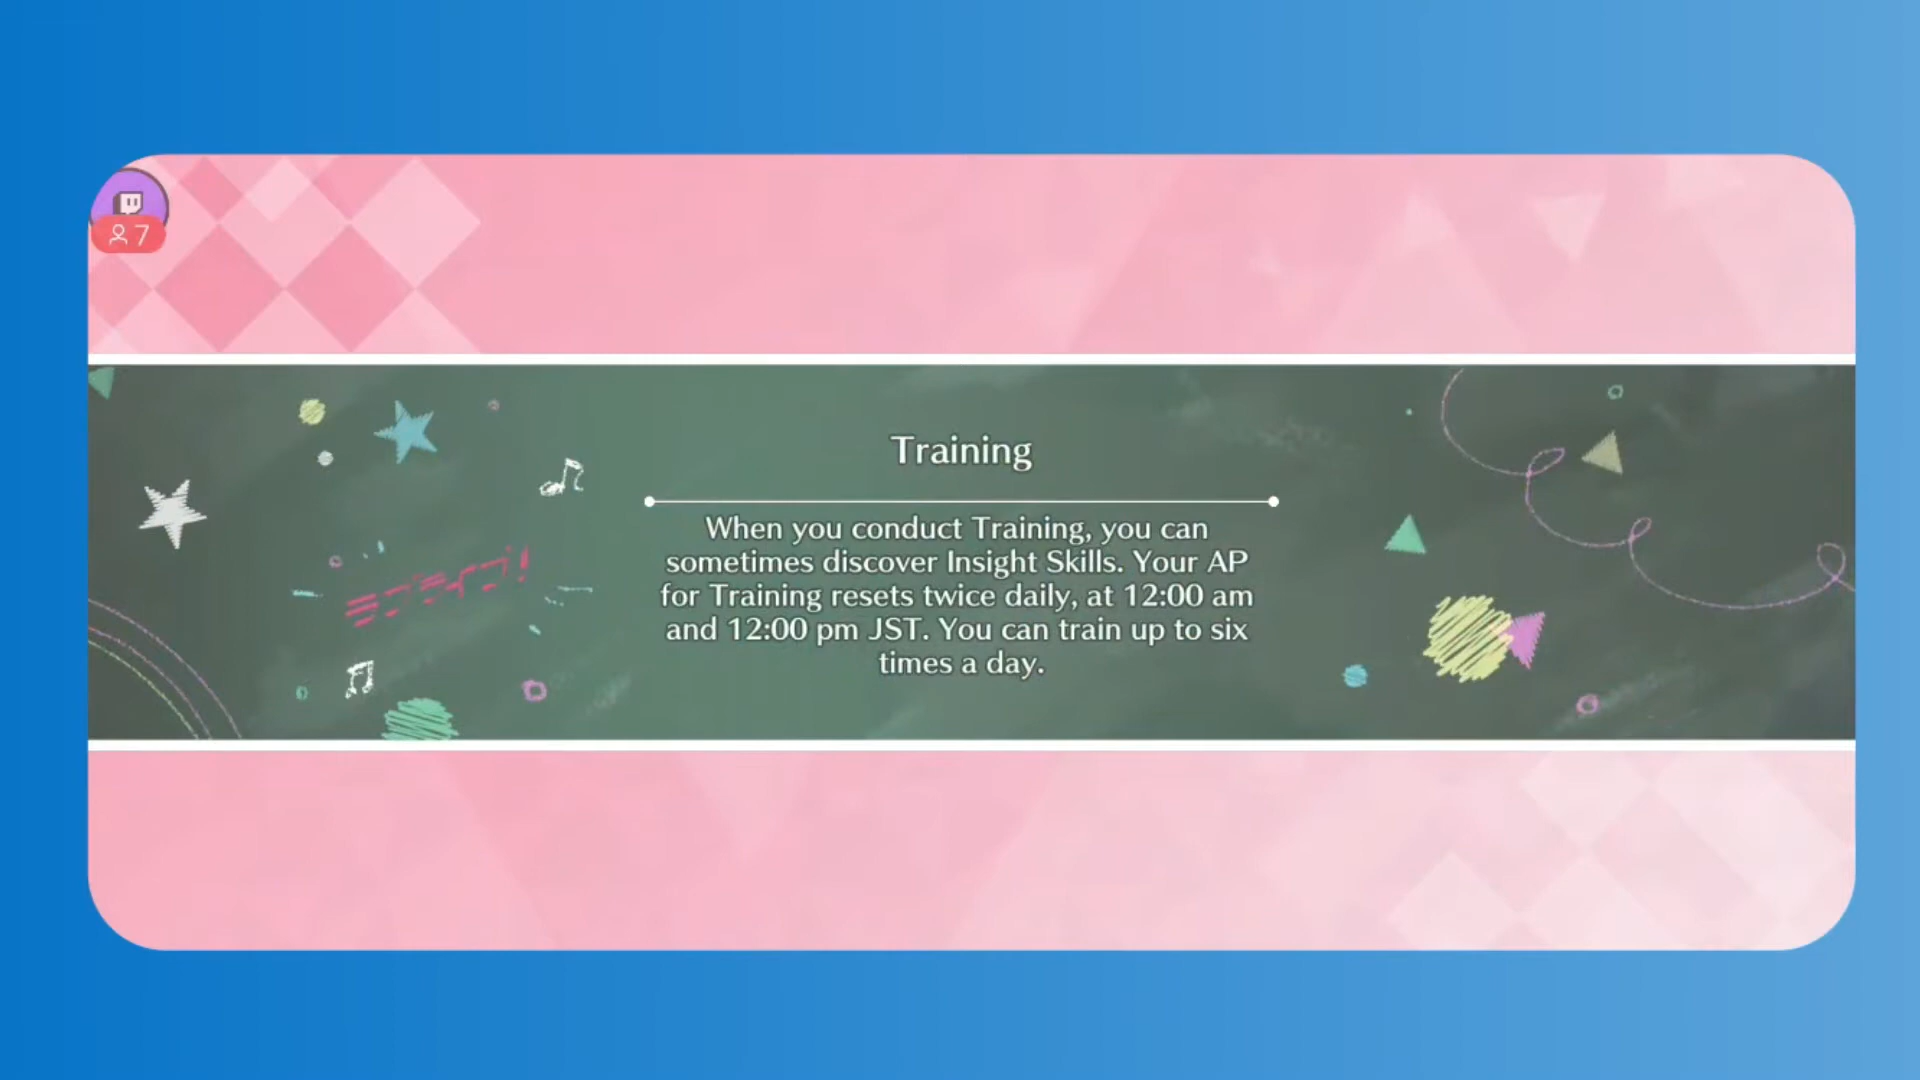 7
Training
When you conduct Training, you can
sometimes discover Insight Skills. Your AP
for Training resets twice daily, at 12:00 am
and 12:00 pm JST. You can train up to six
times a day.